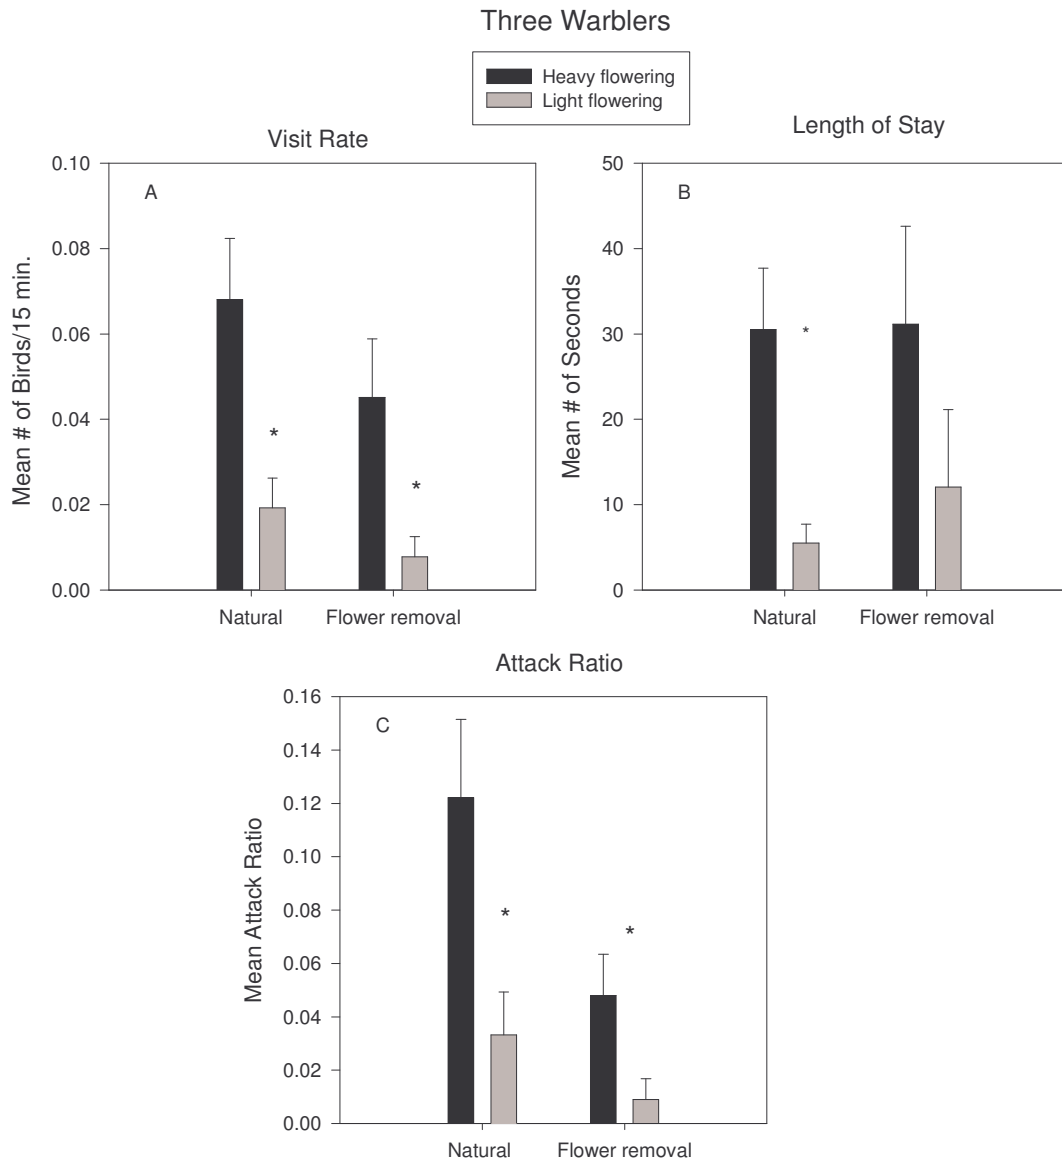 Three Warblers
Heavy flowering
Light flowering
Visit Rate
A
Mean # of Birds/15 min.
0.10
0.08
0.06
0.04
0.02
0.00
*
*
Natural Flower removal
Length of Stay
B
Mean # of Seconds
50
40
30
20
10
0
*
Natural Flower removal
Attack Ratio
C
Mean Attack Ratio
0.16
0.14
0.12
0.10
0.08
0.06
0.04
0.02
0.00
*
*
Natural Flower removal